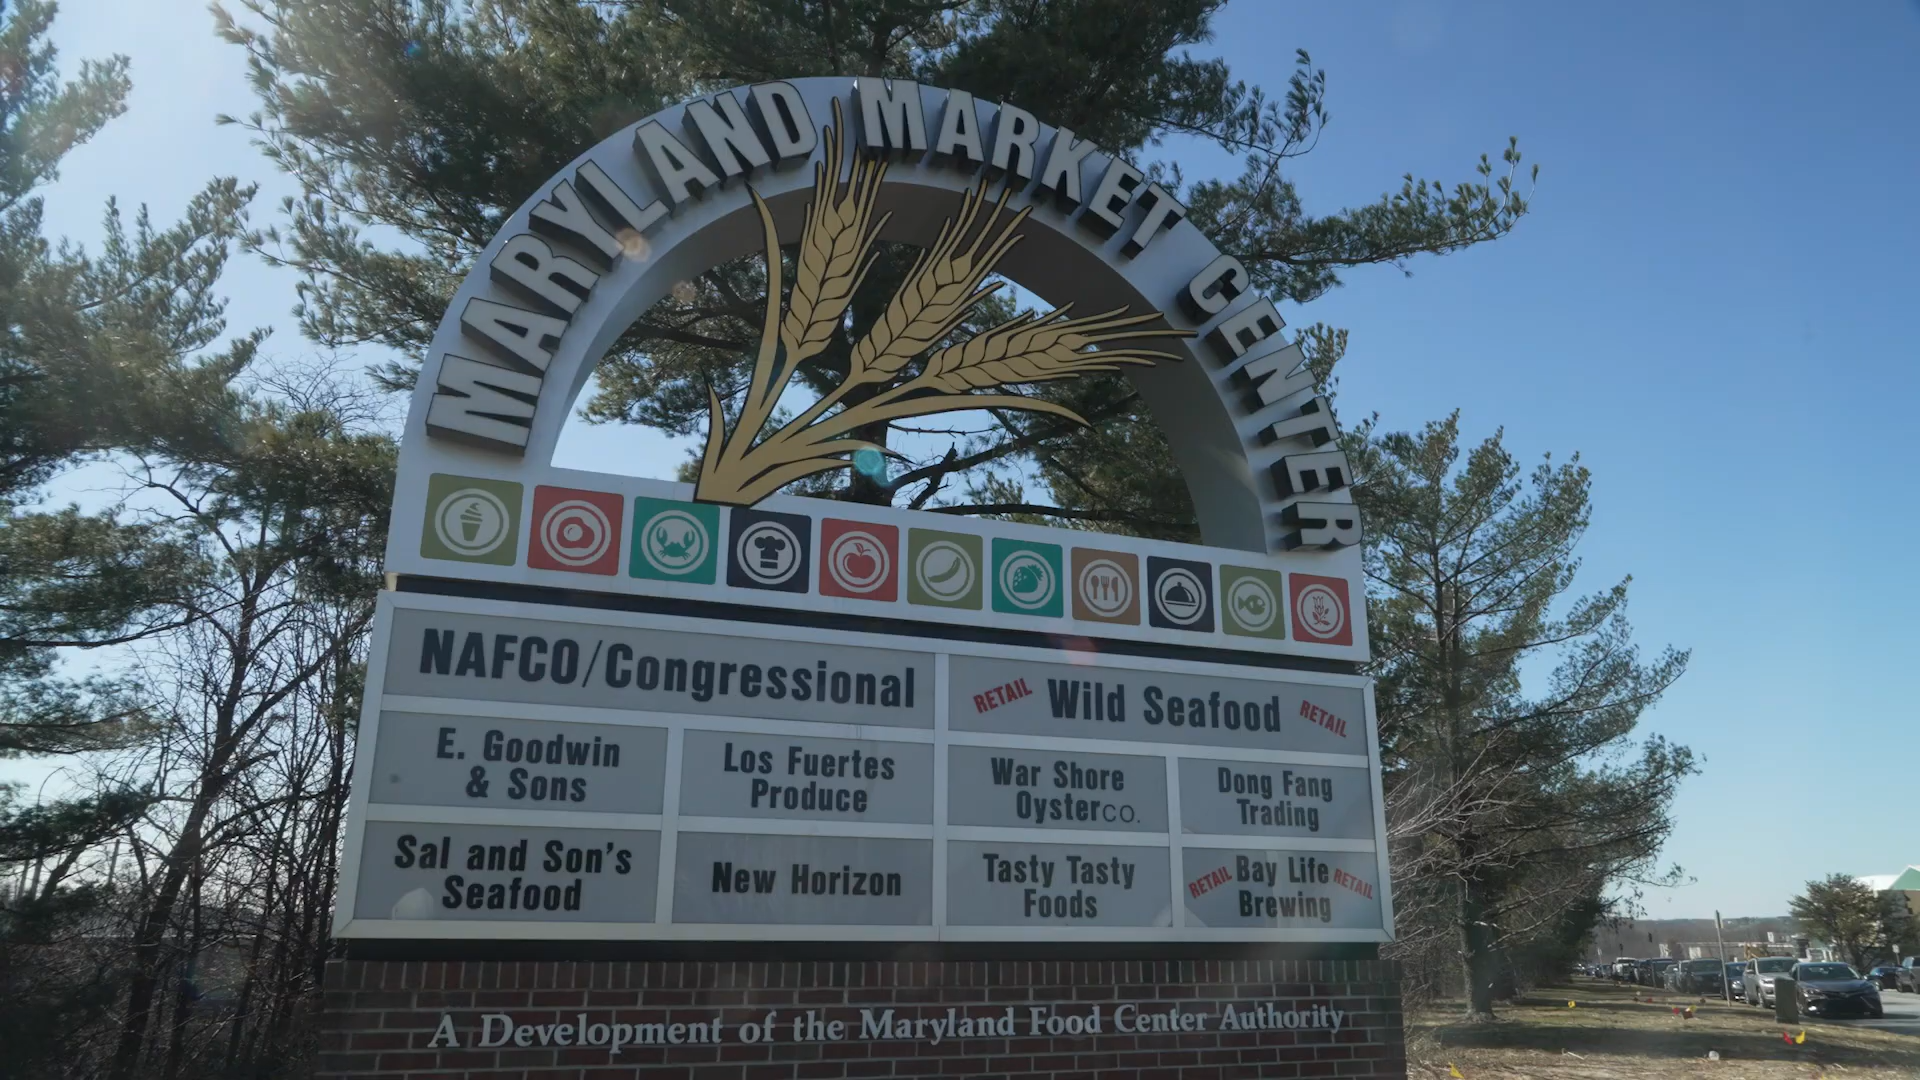 MARYLAND MARKET CENTER
NAFCO/Congressional
RETAIL Wild Seafood RETAIL
E. Goodwin
& Sons
Los Fuertes
Produce
War Shore
Oyster CO.
Dong Fang
Trading
Sal and Son's
Seafood
New Horizon
Tasty Tasty
Foods
RETAIL Bay Life RETAIL
Brewing
A Development of the Maryland Food Center Authority